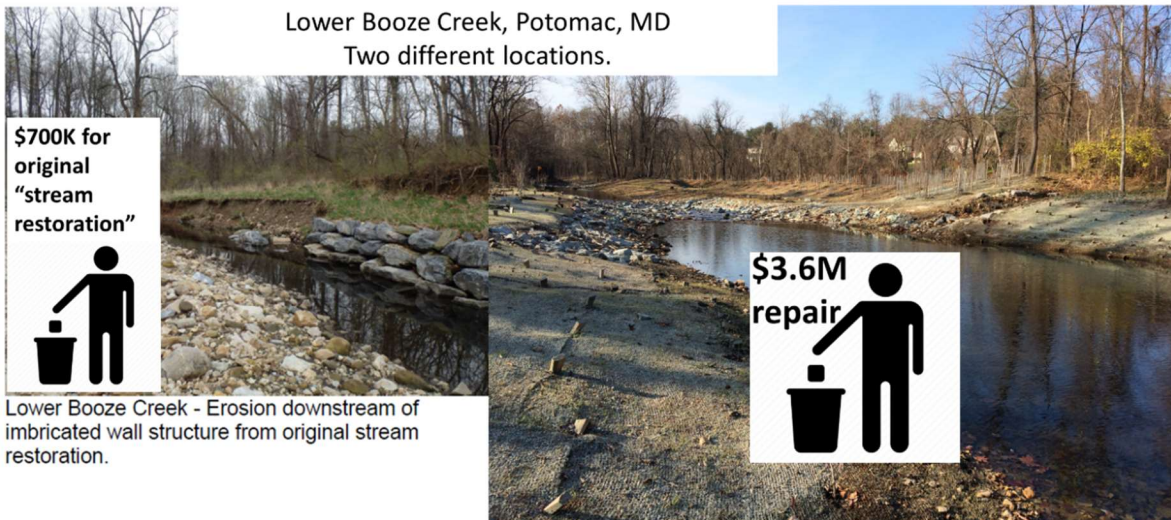 Lower Booze Creek, Potomac, MD
Two different locations.
$700K for
original
“stream
restoration”
$3.6M
repair
Lower Booze Creek - Erosion downstream of
imbricated wall structure from original stream
restoration.